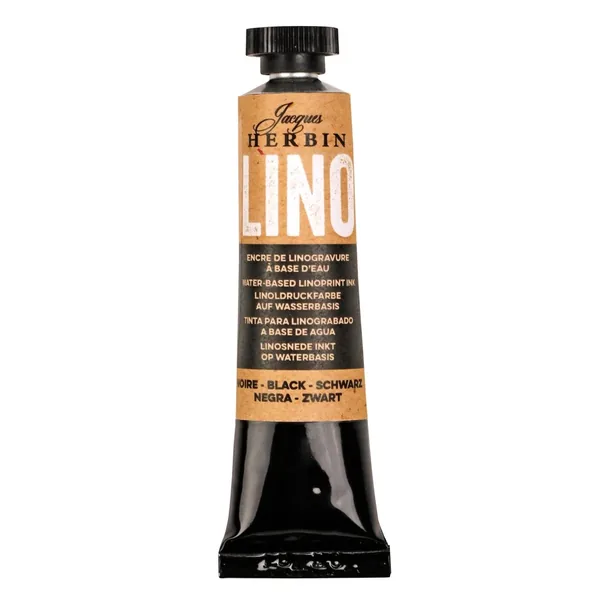 Jacques
HERBIN
LINO
ENCRE DE LINOGRAVURE
À BASE D'EAU
WATER-BASED LINOPRINT INK
LINOLDRUCKFARBE
AUF WASSERBASIS
TINTA PARA LINOGRABADO
A BASE DE AGUA
LINOSNEDE INKT
OP WATERBASIS
NOIRE - BLACK - SCHWARZ
NEGRA - ZWART